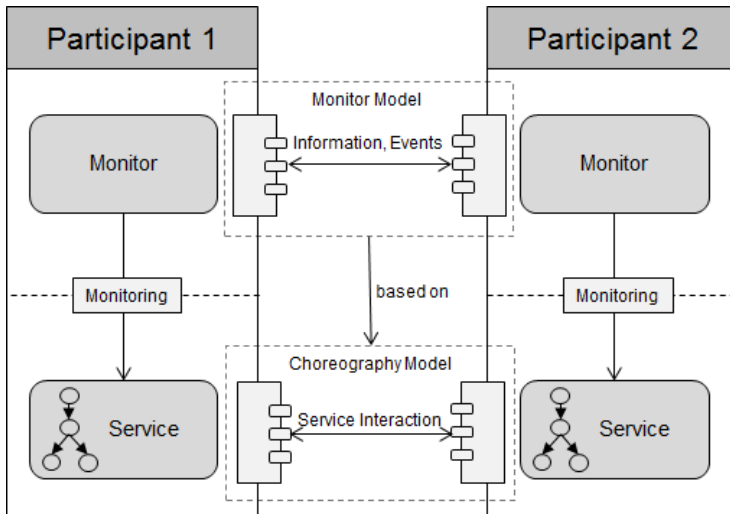 Participant 1
Participant 2
Monitor Model
Information, Events
Monitor
Monitor
Monitoring
based on
Monitoring
Choreography Model
Service Interaction
Service
Service